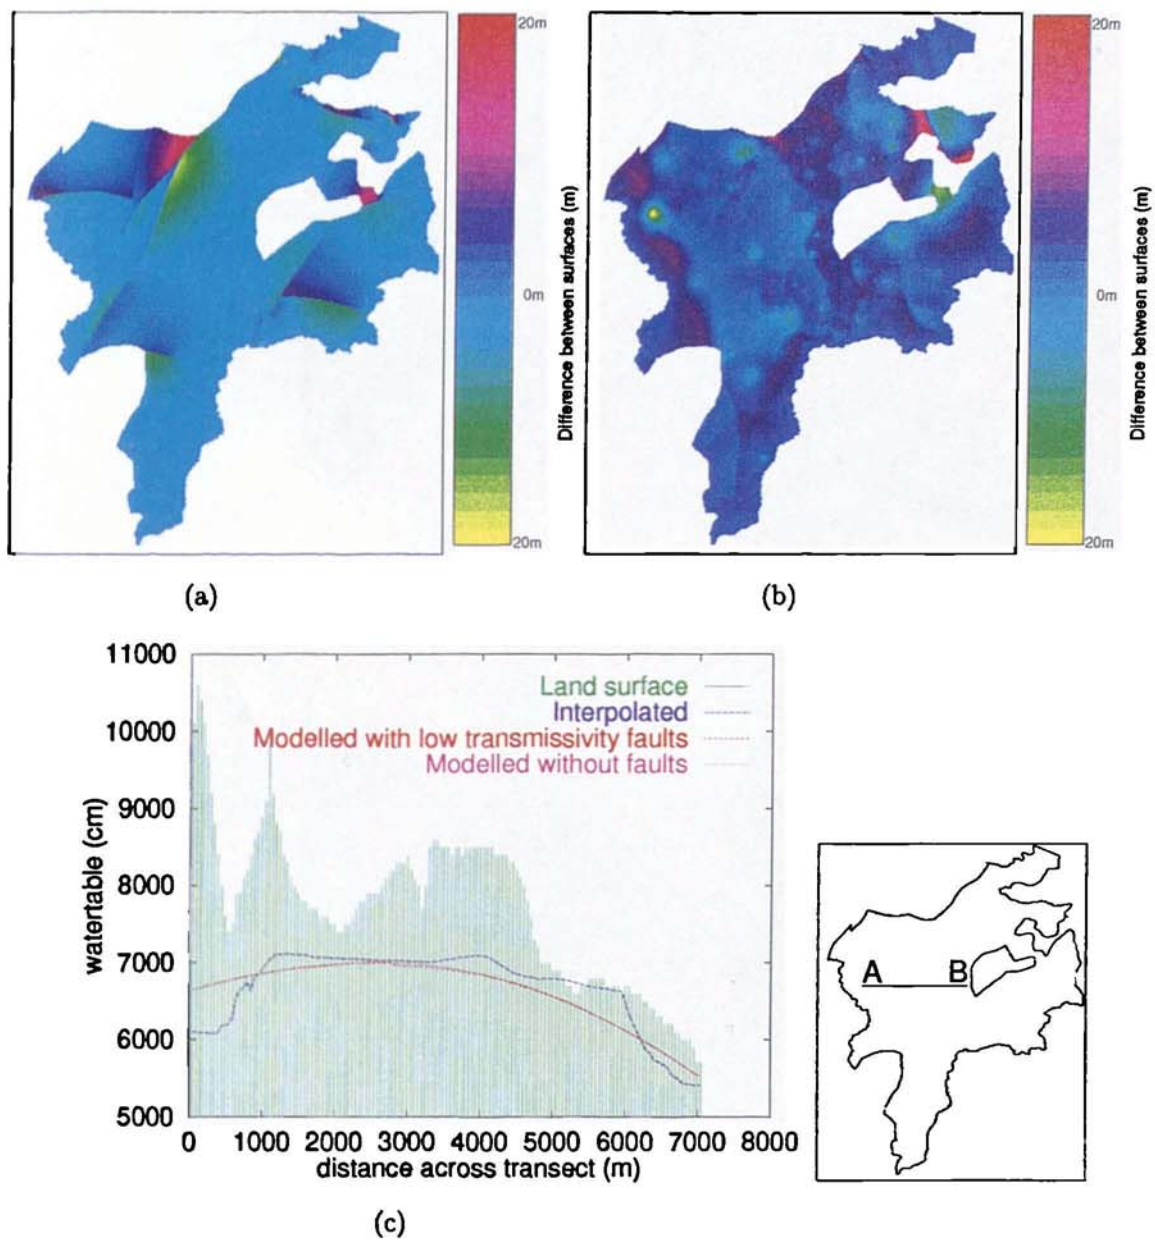 20m
Difference between surfaces (m)
0m
20m
(a)
20m
Difference between surfaces (m)
0m
20m
(b)
11000
10000
9000
8000
7000
6000
5000
watertable (cm)
Land surface
Interpolated
Modelled with low transmissivity faults
Modelled without faults
0 1000 2000 3000 4000 5000 6000 7000 8000
distance across transect (m)
(c)
A B